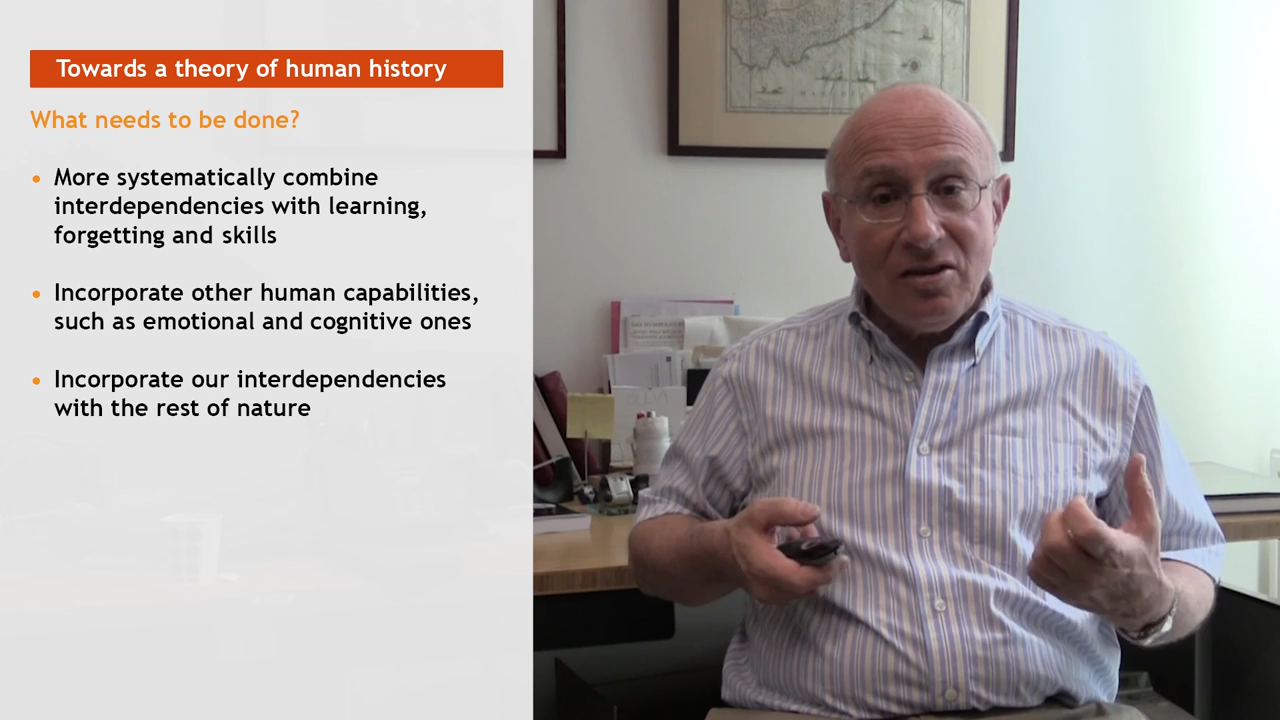 Towards a theory of human history
What needs to be done?
• More systematically combine
interdependencies with learning,
forgetting and skills
• Incorporate other human capabilities,
such as emotional and cognitive ones
• Incorporate our interdependencies
with the rest of nature